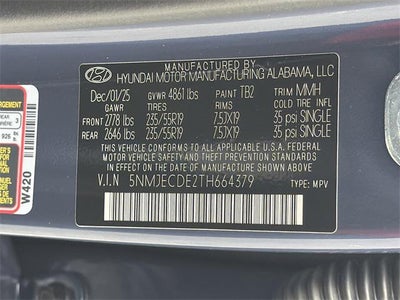 MANUFACTURED BY
HYUNDAI MOTOR MANUFACTURING ALABAMA, LLC
Dec/01/25 GVWR 4861 lbs PAINT TB2 TRIM MMH
TIRES RIMS COLD TIRE INFL
FRONT 2778 lbs 235/55R19 7.5JX19 35 psi SINGLE
REAR 2646 lbs 235/55R19 7.5JX19 35 psi SINGLE
THIS VEHICLE CONFORMS TO ALL APPLICABLE U.S.A. FEDERAL
MOTOR VEHICLE SAFETY, BUMPER, AND THEFT PREVENTION STANDARDS
IN EFFECT ON THE DATE OF MANUFACTURE SHOWN ABOVE.
V.I.N 5NMJECDE2TH664379 TYPE: MPV
W420
926
3